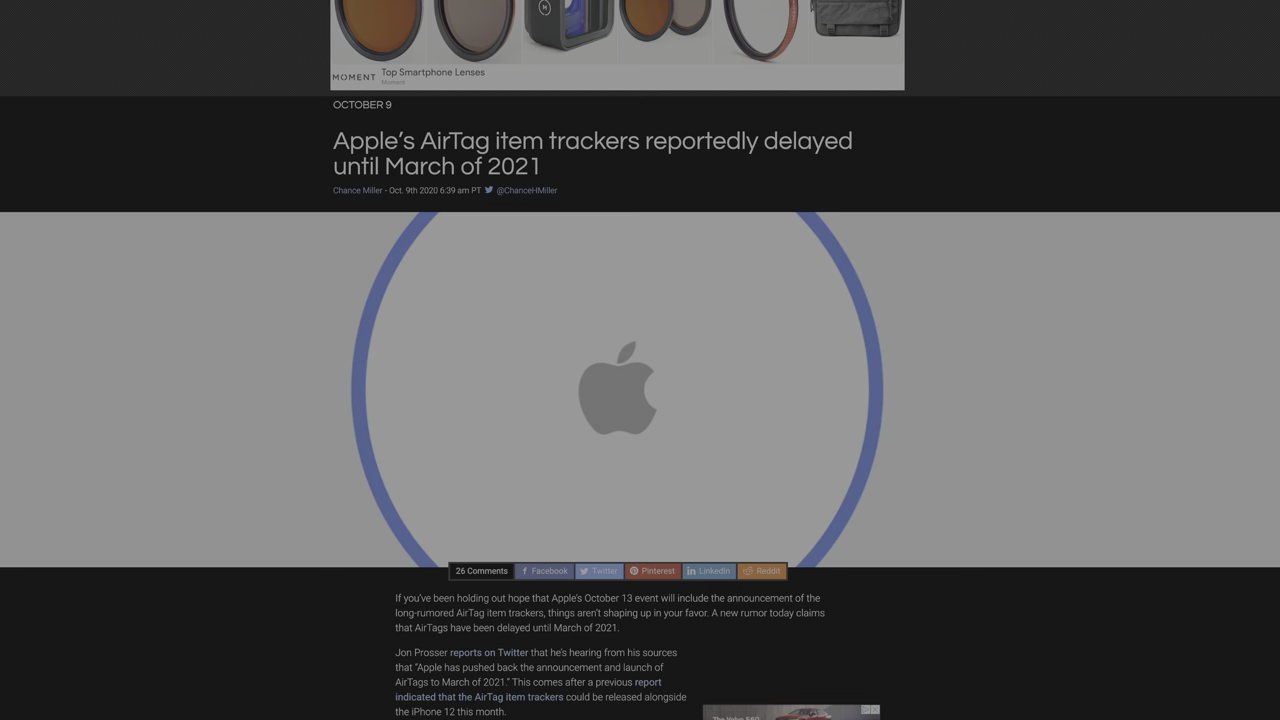 MOMENT
Top Smartphone Lenses
Moment
OCTOBER 9
Apple's AirTag item trackers reportedly delayed
until March of 2021
Chance Miller - Oct. 9th 2020 6:39 am PT @ChanceHMiller
26 Comments Facebook Twitter Pinterest LinkedIn Reddit
If you've been holding out hope that Apple's October 13 event will include the announcement of the
long-rumored AirTag item trackers, things aren't shaping up in your favor. A new rumor today claims
that AirTags have been delayed until March of 2021.
Jon Prosser reports on Twitter that he's hearing from his sources
that “Apple has pushed back the announcement and launch of
AirTags to March of 2021.” This comes after a previous report
indicated that the AirTag item trackers could be released alongside
the iPhone 12 this month.
The Volvo S60